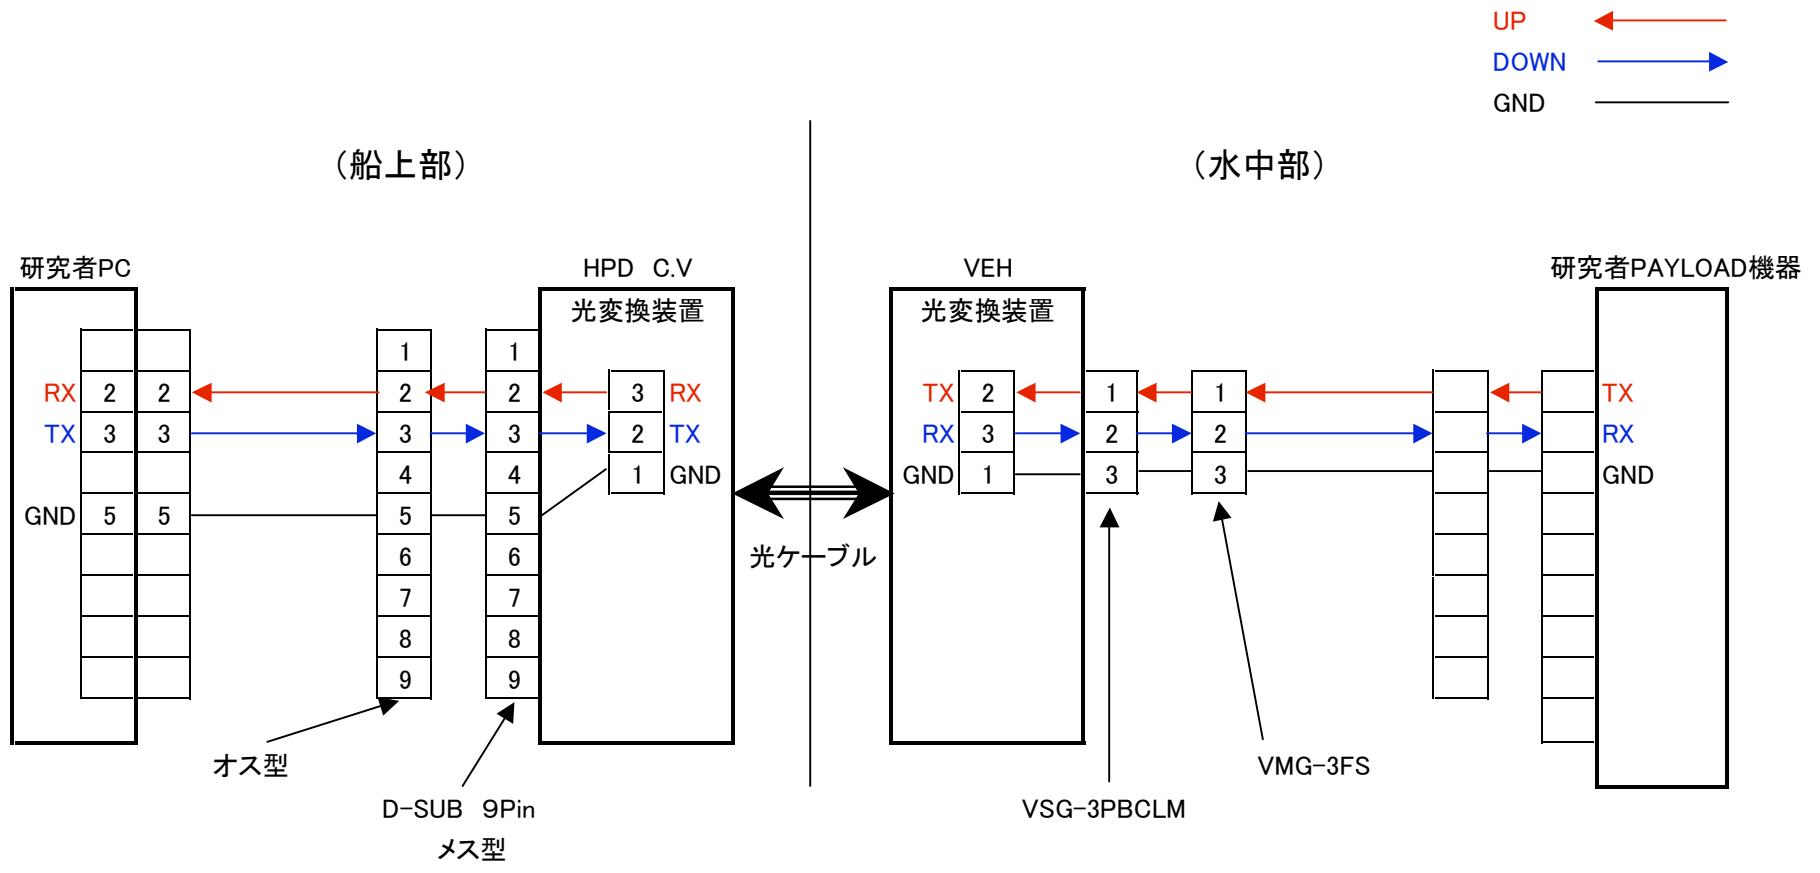 UP
DOWN
GND
（船上部）
（水中部）
研究者PC
HPD　C.V
VEH
研究者PAYLOAD機器
光変換装置
光変換装置
1
1
RX 2 2 2 2 3 RX
TX 2 1 1 TX
TX 3 3 3 3 2 TX
RX 3 2 2 RX
4 4 1 GND
GND 1 3 3 GND
GND 5 5 5 5
6 6
光ケーブル
7 7
8 8
9 9
オス型
VMG-3FS
D-SUB　９Pin
メス型
VSG-3PBCLM